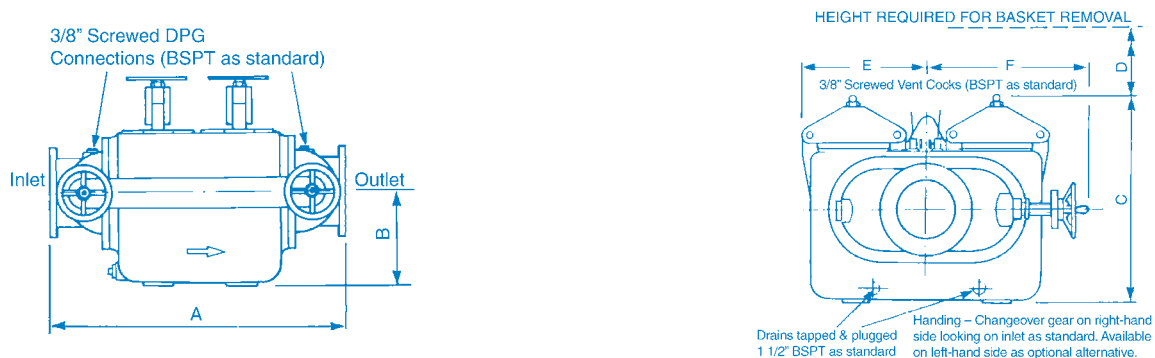 3/8" Screwed DPG
Connections (BSPT as standard)
Inlet
Outlet
B
A
HEIGHT REQUIRED FOR BASKET REMOVAL
E
F
D
3/8" Screwed Vent Cocks (BSPT as standard)
C
Drains tapped & plugged
1 1/2" BSPT as standard
Handing – Changeover gear on right-hand
side looking on inlet as standard. Available
on left-hand side as optional alternative.